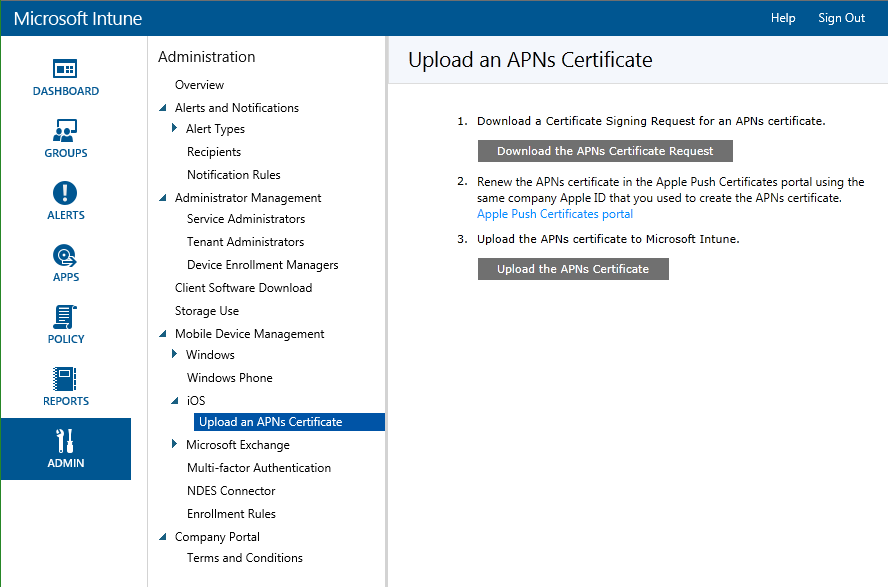 Microsoft Intune
Help
Sign Out
DASHBOARD
GROUPS
ALERTS
APPS
POLICY
REPORTS
ADMIN
Administration
Overview
Alerts and Notifications
Alert Types
Recipients
Notification Rules
Administrator Management
Service Administrators
Tenant Administrators
Device Enrollment Managers
Client Software Download
Storage Use
Mobile Device Management
Windows
Windows Phone
iOS
Upload an APNs Certificate
Microsoft Exchange
Multi-factor Authentication
NDES Connector
Enrollment Rules
Company Portal
Terms and Conditions
Upload an APNs Certificate
1. Download a Certificate Signing Request for an APNs certificate.
Download the APNs Certificate Request
2. Renew the APNs certificate in the Apple Push Certificates portal using the
same company Apple ID that you used to create the APNs certificate.
Apple Push Certificates portal
3. Upload the APNs certificate to Microsoft Intune.
Upload the APNs Certificate